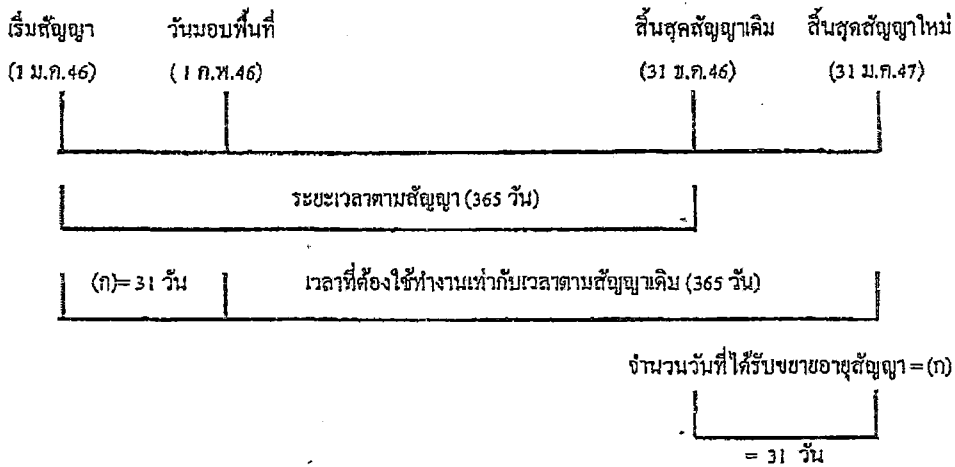 เริ่มสัญญา วันมอบพื้นที่ สิ้นสุดสัญญาเดิม สิ้นสุดสัญญาใหม่
(1 ม.ค.46) (1 ก.พ.46) (31 ธ.ค.46) (31 ม.ค.47)
ระยะเวลาตามสัญญา (365 วัน)
(ก)= 31 วัน เวลาที่ต้องใช้ทำงานเท่ากับเวลาตามสัญญาเดิม (365 วัน)
จำนวนวันที่ได้รับขยายอายุสัญญา = (ก)
= 31 วัน